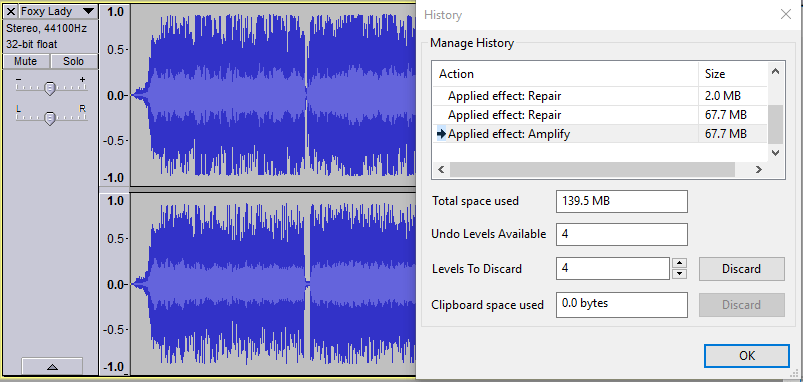 Foxy Lady
Stereo, 44100Hz
32-bit float
Mute Solo
- +
L R
1.0
0.5
0.0
-0.5
-1.0
1.0
0.5
0.0
-0.5
-1.0
History
Manage History
Action Size
Applied effect: Repair 2.0 MB
Applied effect: Repair 67.7 MB
Applied effect: Amplify 67.7 MB
Total space used 139.5 MB
Undo Levels Available 4
Levels To Discard 4 Discard
Clipboard space used 0.0 bytes Discard
OK